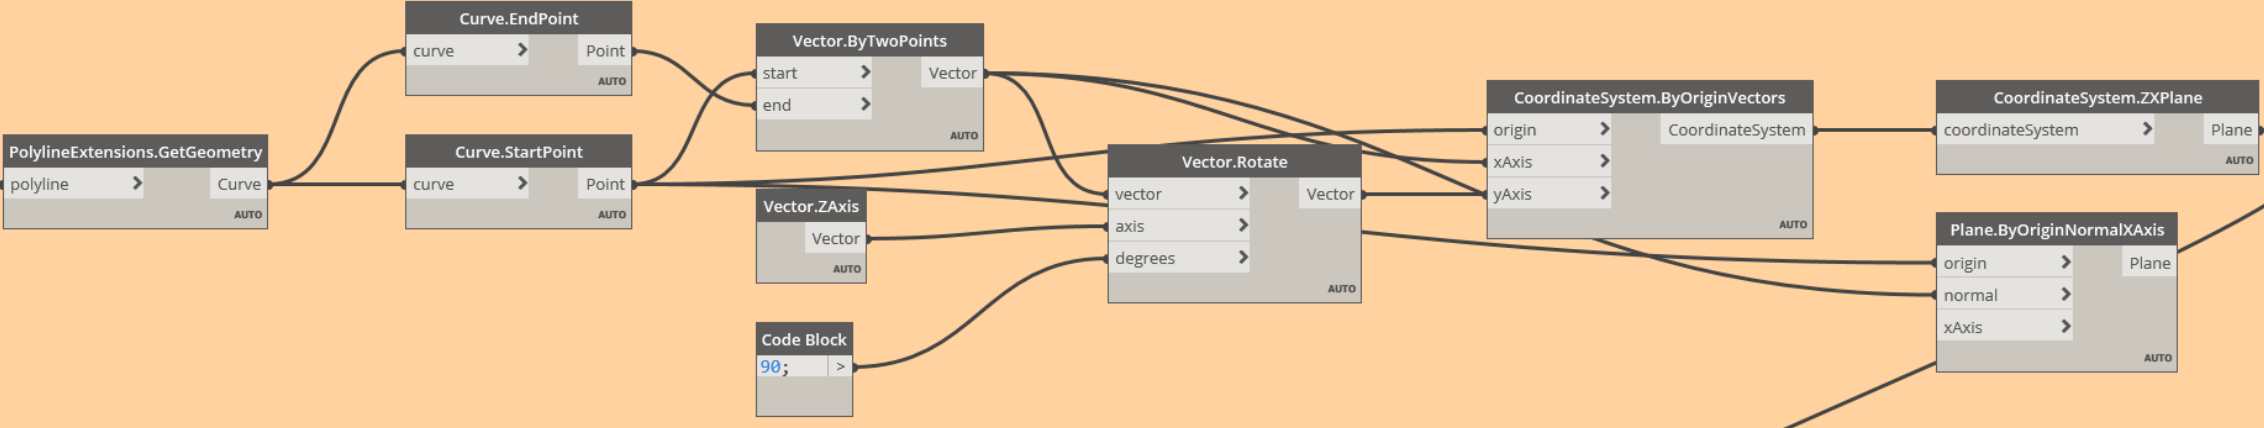 PolylineExtensions.GetGeometry
polyline > Curve
AUTO
Curve.EndPoint
curve > Point
AUTO
Curve.StartPoint
curve > Point
AUTO
Vector.ByTwoPoints
start > Vector
end >
AUTO
Vector.ZAxis
Vector
AUTO
Code Block
90; >
Vector.Rotate
vector > Vector
axis >
degrees >
AUTO
CoordinateSystem.ByOriginVectors
origin > CoordinateSystem
xAxis >
yAxis >
AUTO
CoordinateSystem.ZXPlane
coordinateSystem > Plane
AUTO
Plane.ByOriginNormalXAxis
origin > Plane
normal >
xAxis >
AUTO